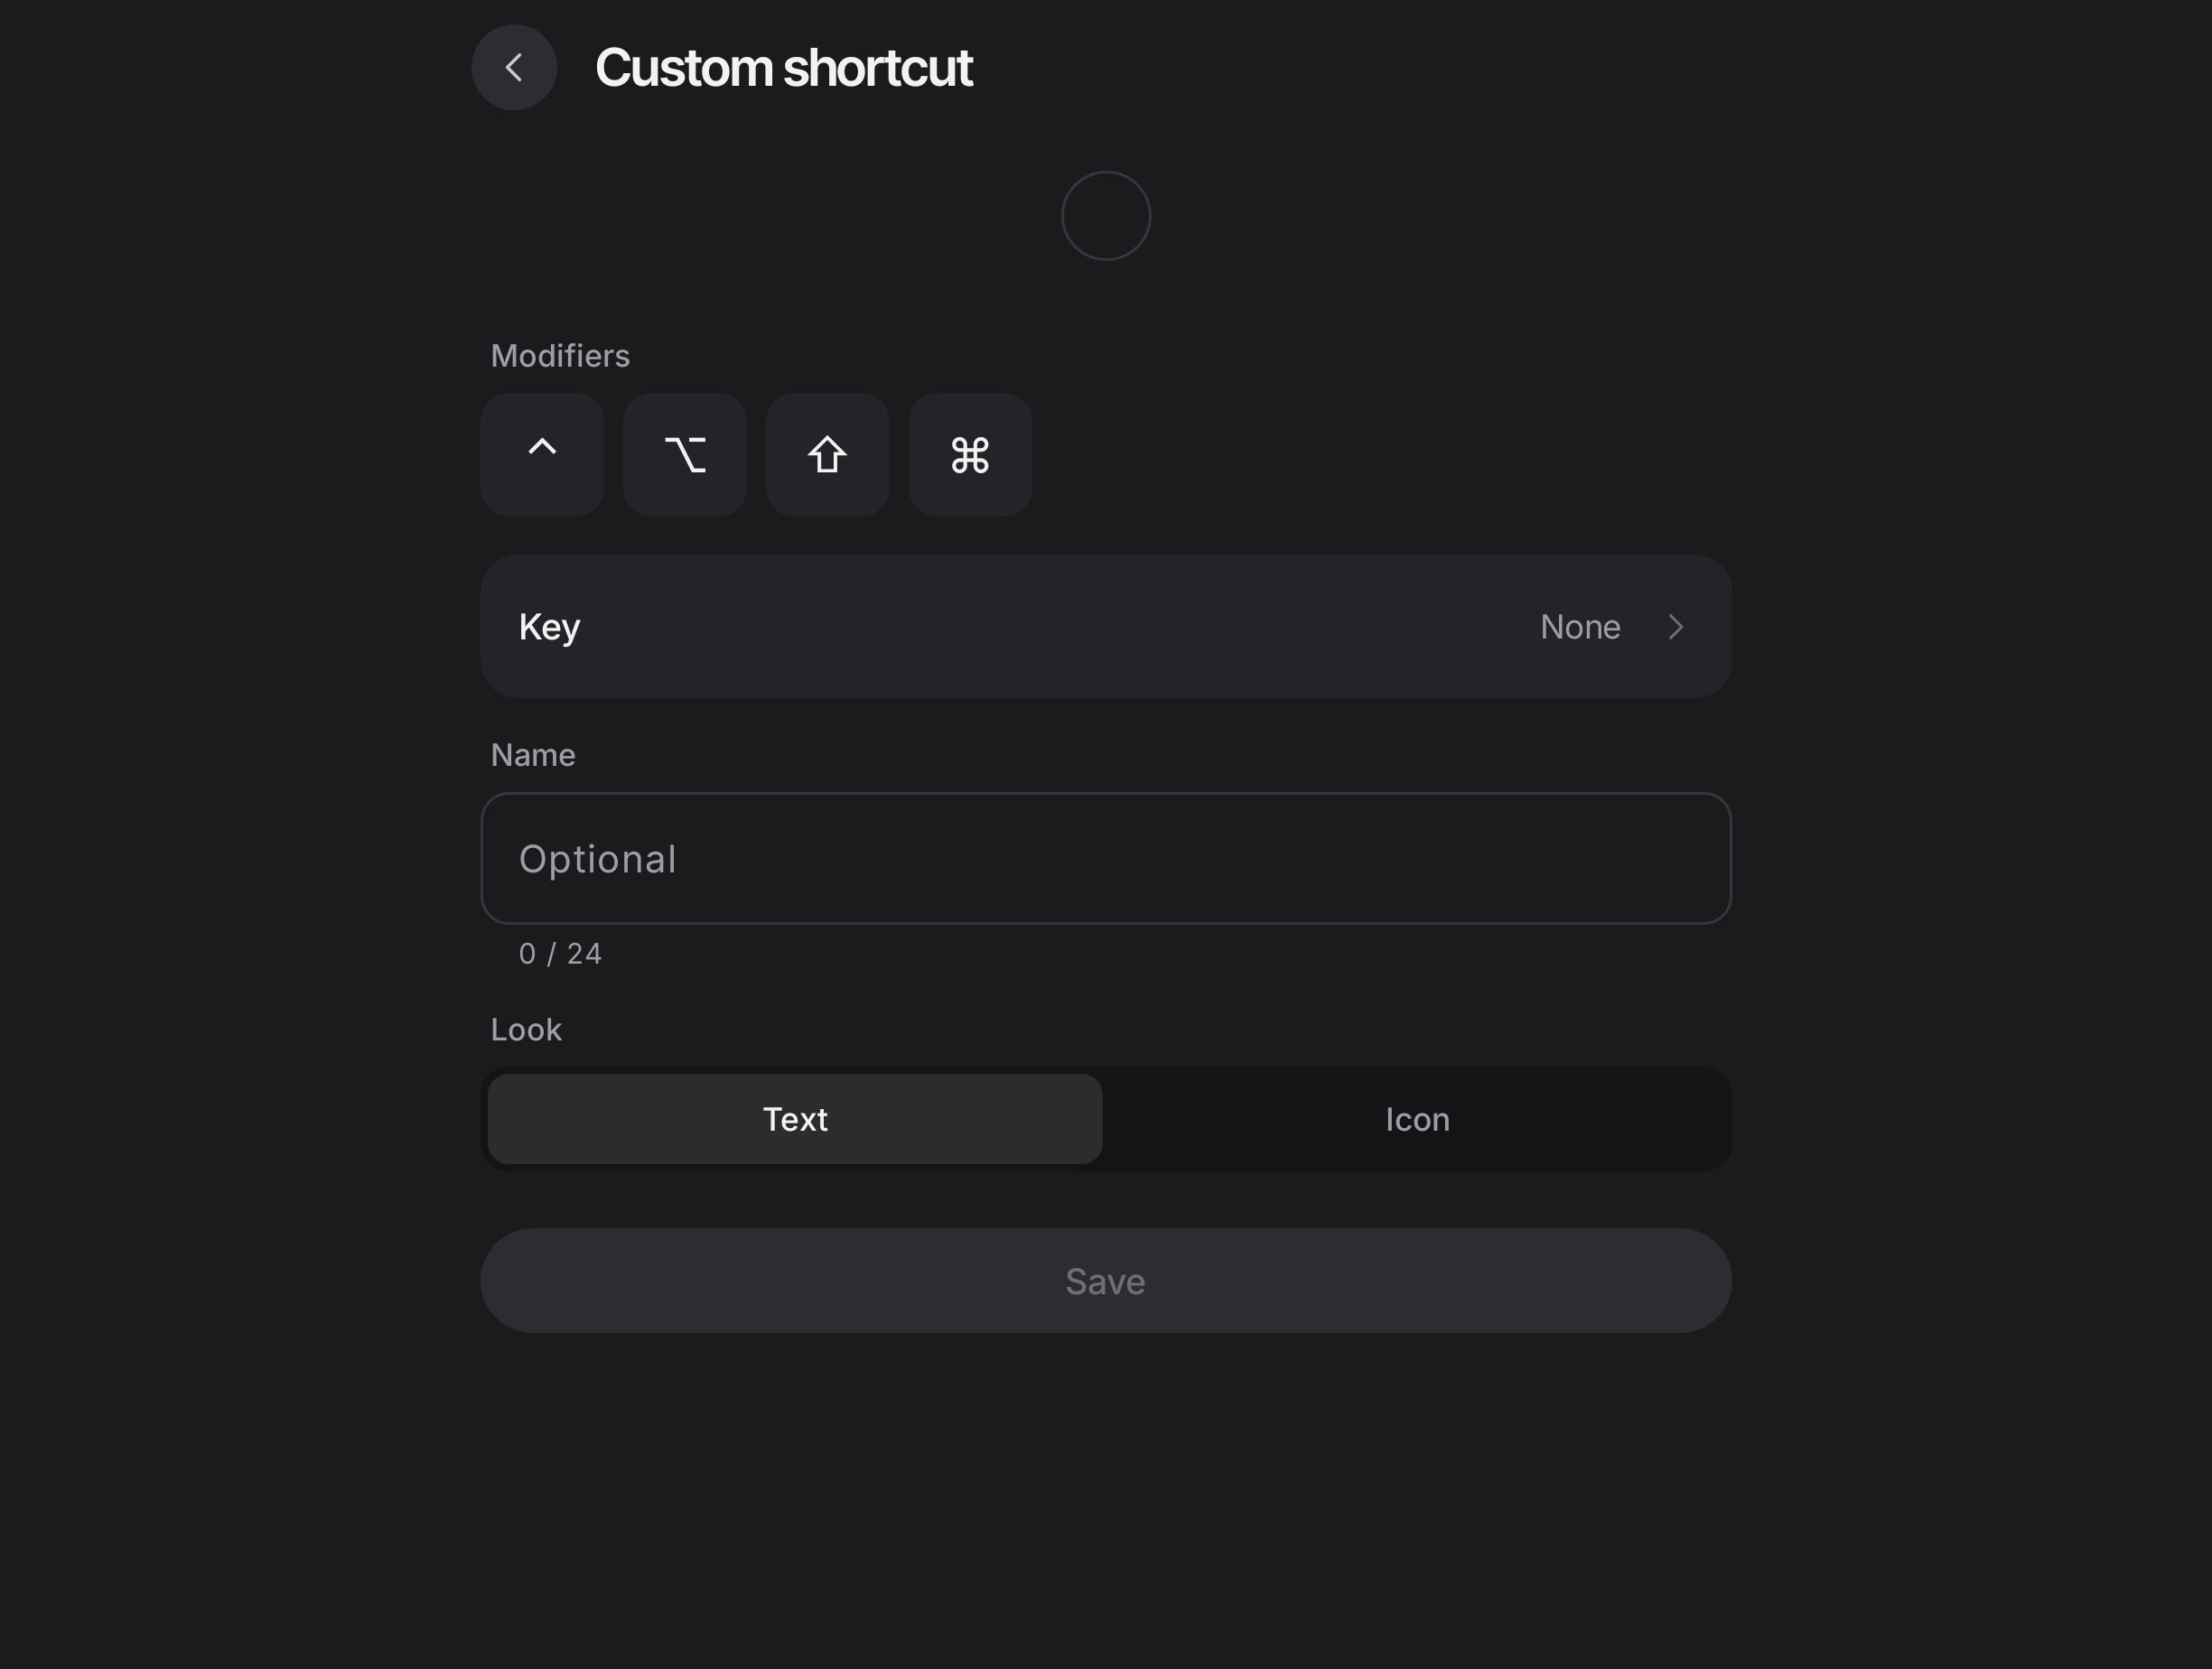 Custom shortcut
Modifiers
⌃ ⌥ ⇧ ⌘
Key None
Name
Optional
0 / 24
Look
Text Icon
Save